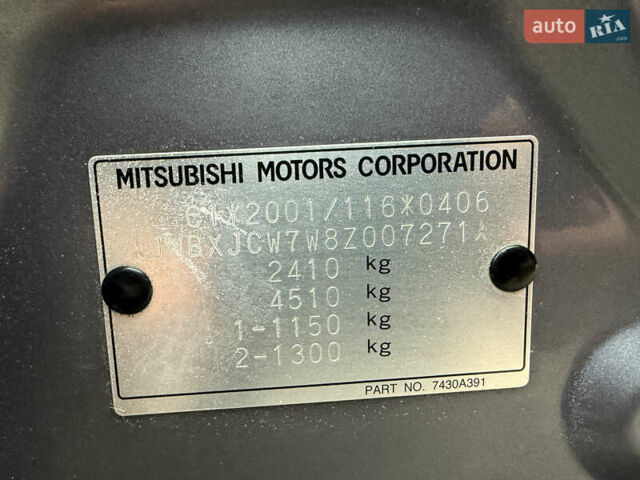 auto RIA .com
MITSUBISHI MOTORS CORPORATION
e1*2001/116*0406
JMBXJCW7W8Z007271
2410 kg
4510 kg
1-1150 kg
2-1300 kg
PART NO. 7430A391